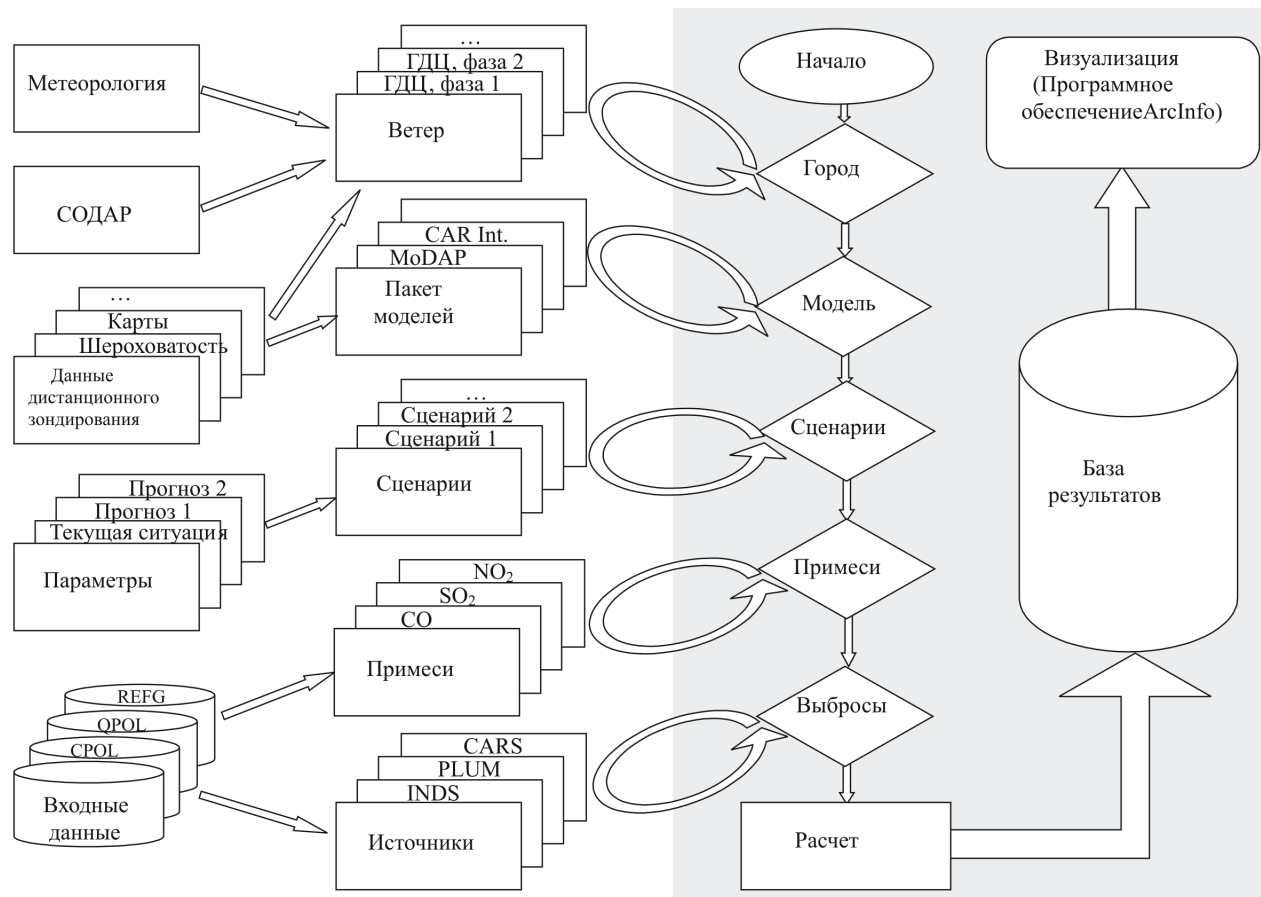 Метеорология
СОДАР
…
Карты
Шероховатость
Данные
дистанционного
зондирования
Прогноз 2
Прогноз 1
Текущая ситуация
Параметры
REFG
QPOL
CPOL
Входные
данные
…
ГДЦ, фаза 2
ГДЦ, фаза 1
Ветер
CAR Int.
MoDAP
Пакет
моделей
…
Сценарий 2
Сценарий 1
Сценарии
NO₂
SO₂
CO
Примеси
CARS
PLUM
INDS
Источники
Начало
Город
Модель
Сценарии
Примеси
Выбросы
Расчет
Визуализация
(Программное
обеспечениеArcInfo)
База
результатов